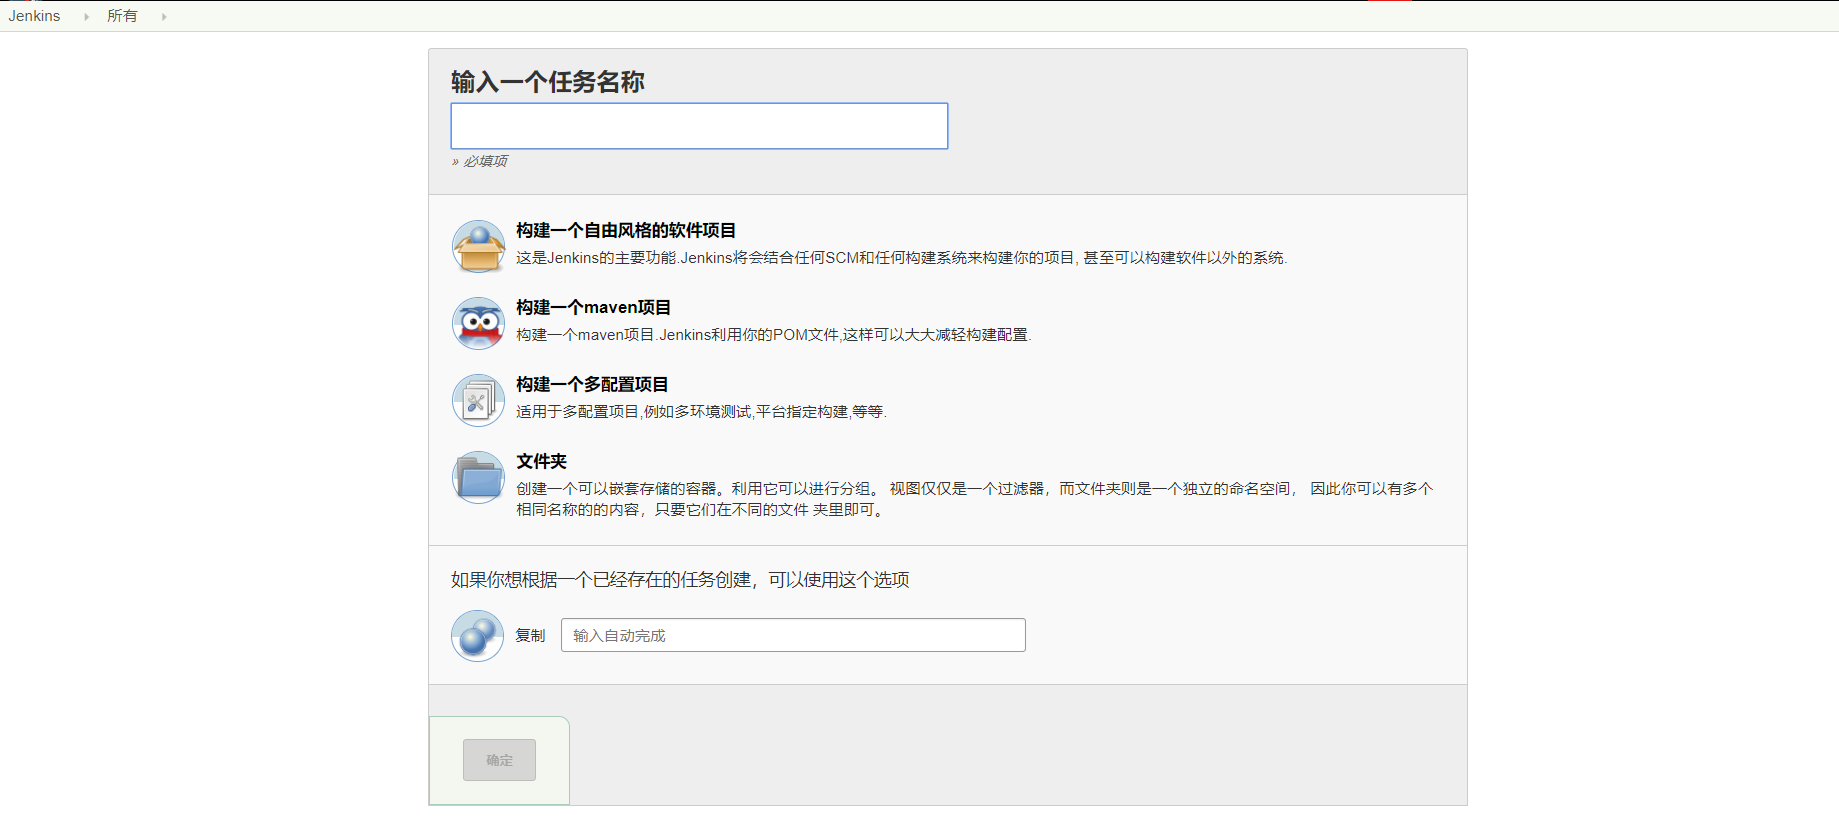 Jenkins 所有
输入一个任务名称
» 必填项
构建一个自由风格的软件项目
这是Jenkins的主要功能.Jenkins将会结合任何SCM和任何构建系统来构建你的项目, 甚至可以构建软件以外的系统.
构建一个maven项目
构建一个maven项目.Jenkins利用你的POM文件,这样可以大大减轻构建配置.
构建一个多配置项目
适用于多配置项目,例如多环境测试,平台指定构建,等等.
文件夹
创建一个可以嵌套存储的容器。利用它可以进行分组。 视图仅仅是一个过滤器，而文件夹则是一个独立的命名空间， 因此你可以有多个
相同名称的的内容，只要它们在不同的文件 夹里即可。
如果你想根据一个已经存在的任务创建，可以使用这个选项
复制 输入自动完成
确定